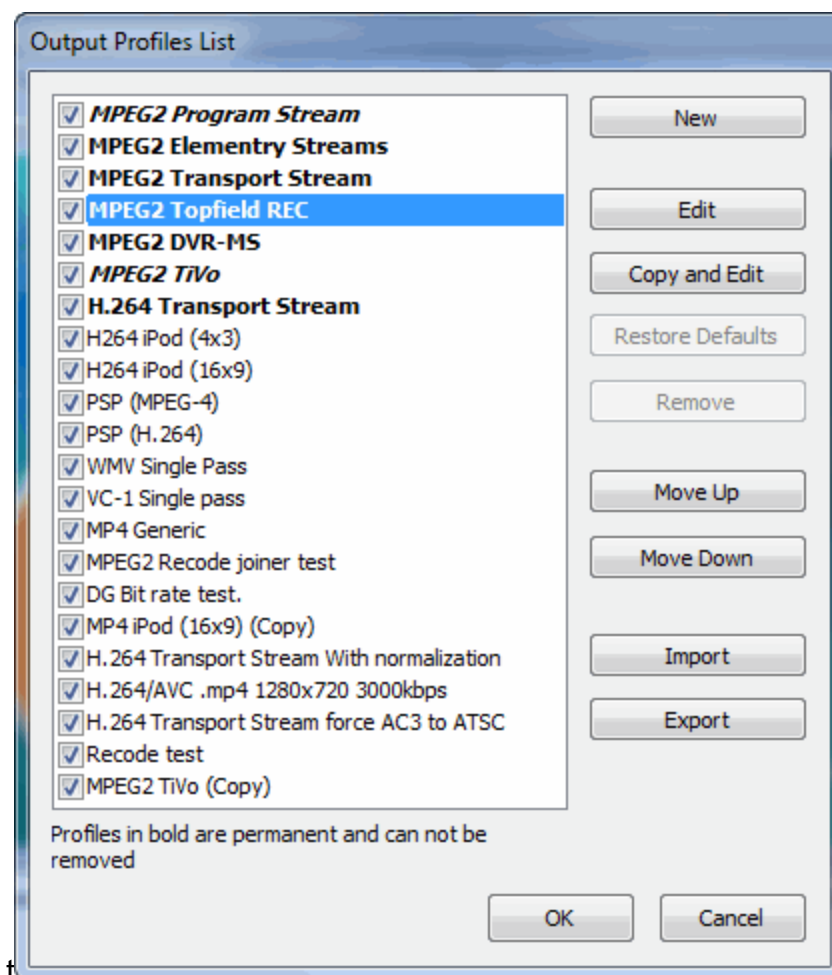 Output Profiles List
MPEG2 Program Stream
MPEG2 Elementry Streams
MPEG2 Transport Stream
MPEG2 Topfield REC
MPEG2 DVR-MS
MPEG2 TiVo
H.264 Transport Stream
H264 iPod (4x3)
H264 iPod (16x9)
PSP (MPEG-4)
PSP (H.264)
WMV Single Pass
VC-1 Single pass
MP4 Generic
MPEG2 Recode joiner test
DG Bit rate test.
MP4 iPod (16x9) (Copy)
H.264 Transport Stream With normalization
H.264/AVC .mp4 1280x720 3000kbps
H.264 Transport Stream force AC3 to ATSC
Recode test
MPEG2 TiVo (Copy)
New
Edit
Copy and Edit
Restore Defaults
Remove
Move Up
Move Down
Import
Export
Profiles in bold are permanent and can not be
removed
OK
Cancel